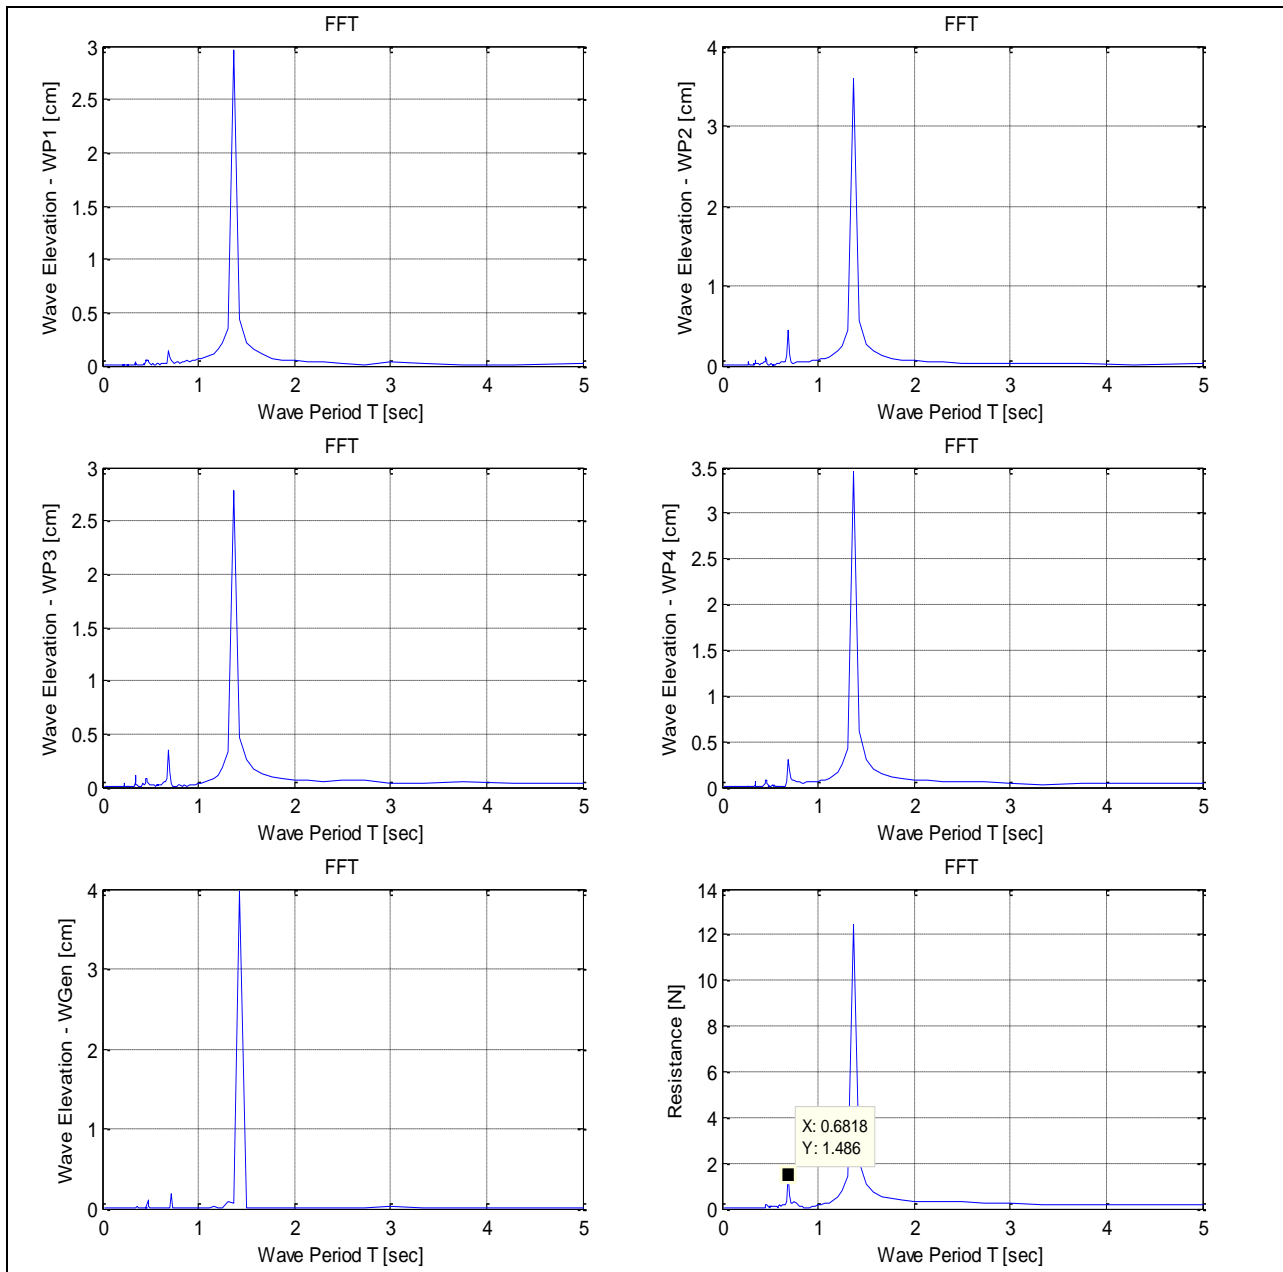 FFT
Wave Elevation - WP1 [cm]
3
2.5
2
1.5
1
0.5
0
0 1 2 3 4 5
Wave Period T [sec]
FFT
Wave Elevation - WP2 [cm]
4
3
2
1
0
0 1 2 3 4 5
Wave Period T [sec]
FFT
Wave Elevation - WP3 [cm]
3
2.5
2
1.5
1
0.5
0
0 1 2 3 4 5
Wave Period T [sec]
FFT
Wave Elevation - WP4 [cm]
3.5
3
2.5
2
1.5
1
0.5
0
0 1 2 3 4 5
Wave Period T [sec]
FFT
Wave Elevation - WGen [cm]
4
3
2
1
0
0 1 2 3 4 5
Wave Period T [sec]
FFT
Resistance [N]
14
12
10
8
6
4
2
0
X: 0.6818
Y: 1.486
0 1 2 3 4 5
Wave Period T [sec]